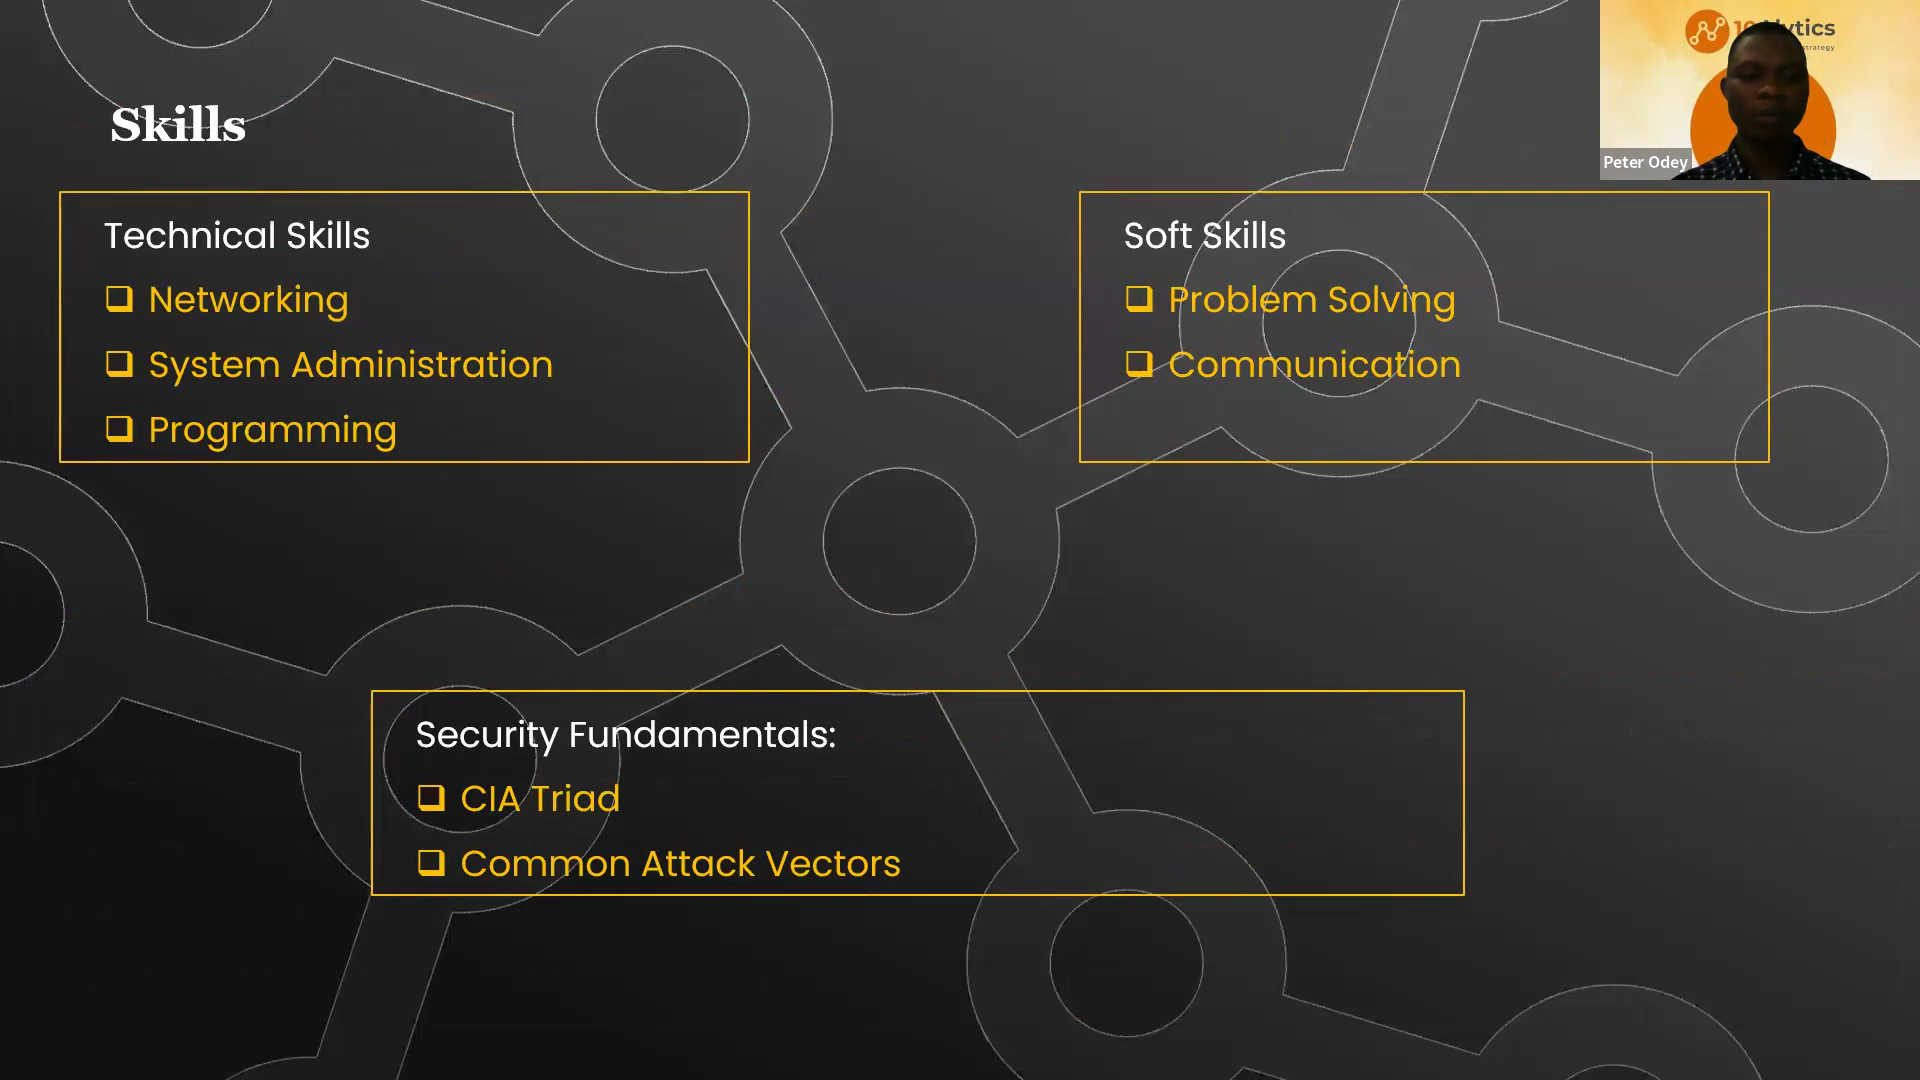 Skills
Technical Skills
❑ Networking
❑ System Administration
❑ Programming
Soft Skills
❑ Problem Solving
❑ Communication
Security Fundamentals:
❑ CIA Triad
❑ Common Attack Vectors
strategy
Peter Odey